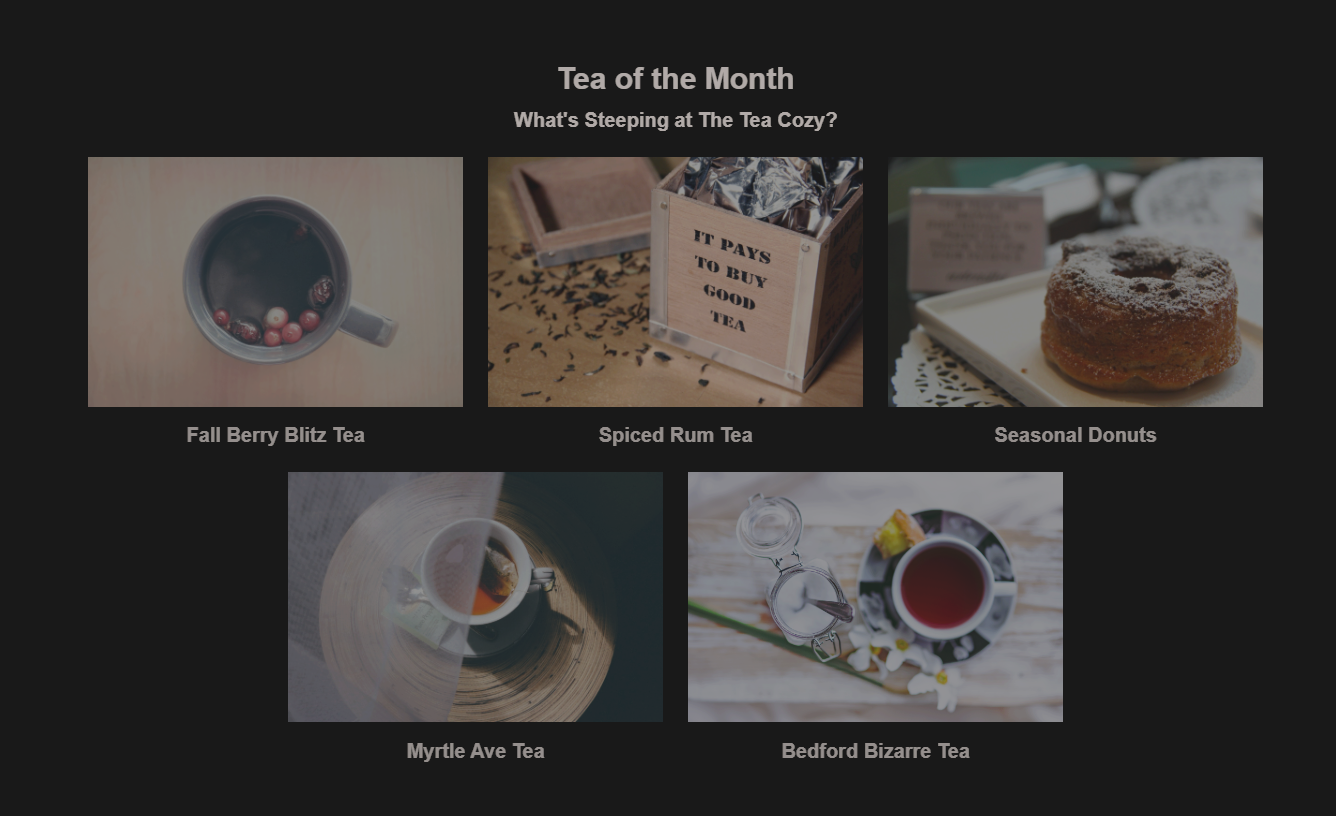 Tea of the Month
What's Steeping at The Tea Cozy?
IT PAYS
TO BUY
GOOD
TEA
Fall Berry Blitz Tea
Spiced Rum Tea
Seasonal Donuts
Myrtle Ave Tea
Bedford Bizarre Tea